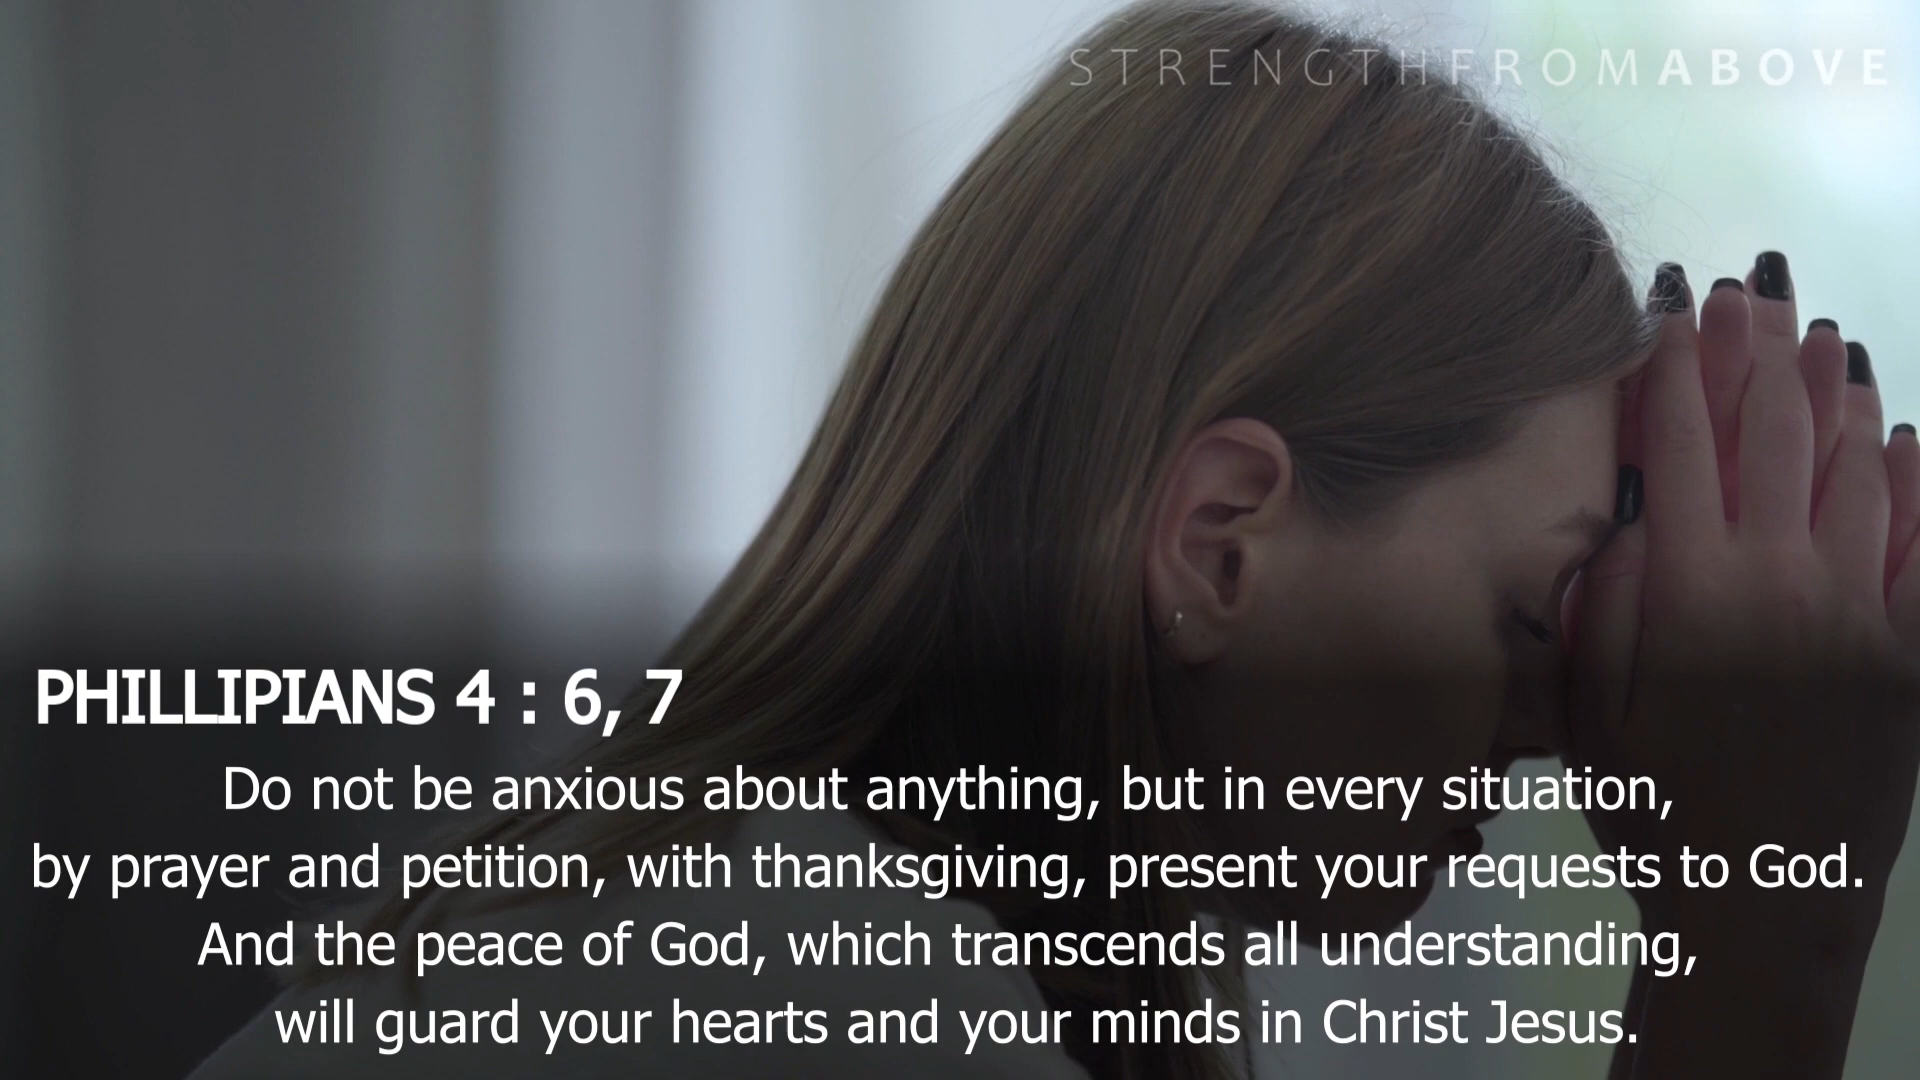 STRENGTHFROMABOVE
PHILLIPIANS 4 : 6, 7
Do not be anxious about anything, but in every situation,
by prayer and petition, with thanksgiving, present your requests to God.
And the peace of God, which transcends all understanding,
will guard your hearts and your minds in Christ Jesus.